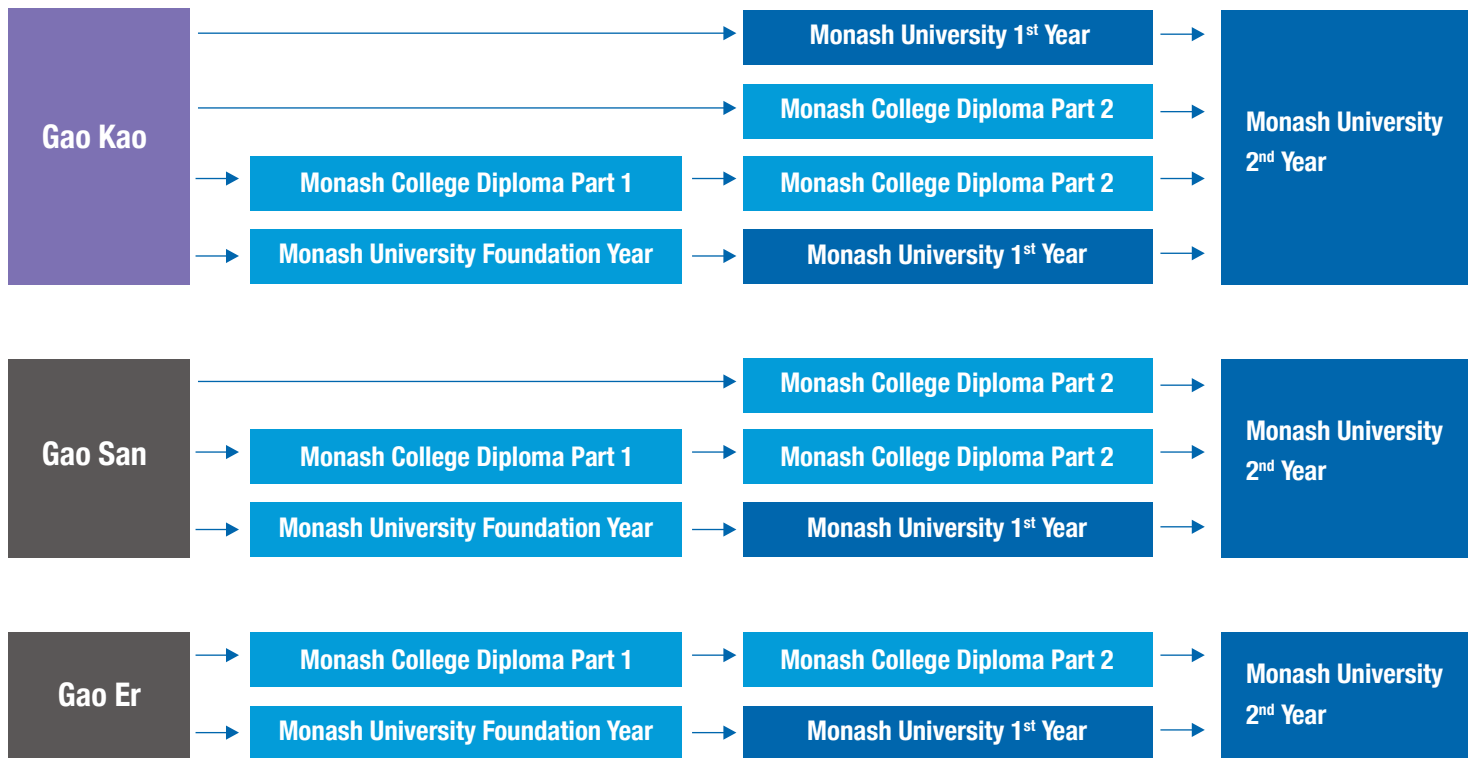 Gao Kao
Monash University 1st Year
Monash College Diploma Part 2
Monash College Diploma Part 1
Monash College Diploma Part 2
Monash University Foundation Year
Monash University 1st Year
Monash University
2nd Year
Gao San
Monash College Diploma Part 2
Monash College Diploma Part 1
Monash College Diploma Part 2
Monash University Foundation Year
Monash University 1st Year
Monash University
2nd Year
Gao Er
Monash College Diploma Part 1
Monash College Diploma Part 2
Monash University Foundation Year
Monash University 1st Year
Monash University
2nd Year